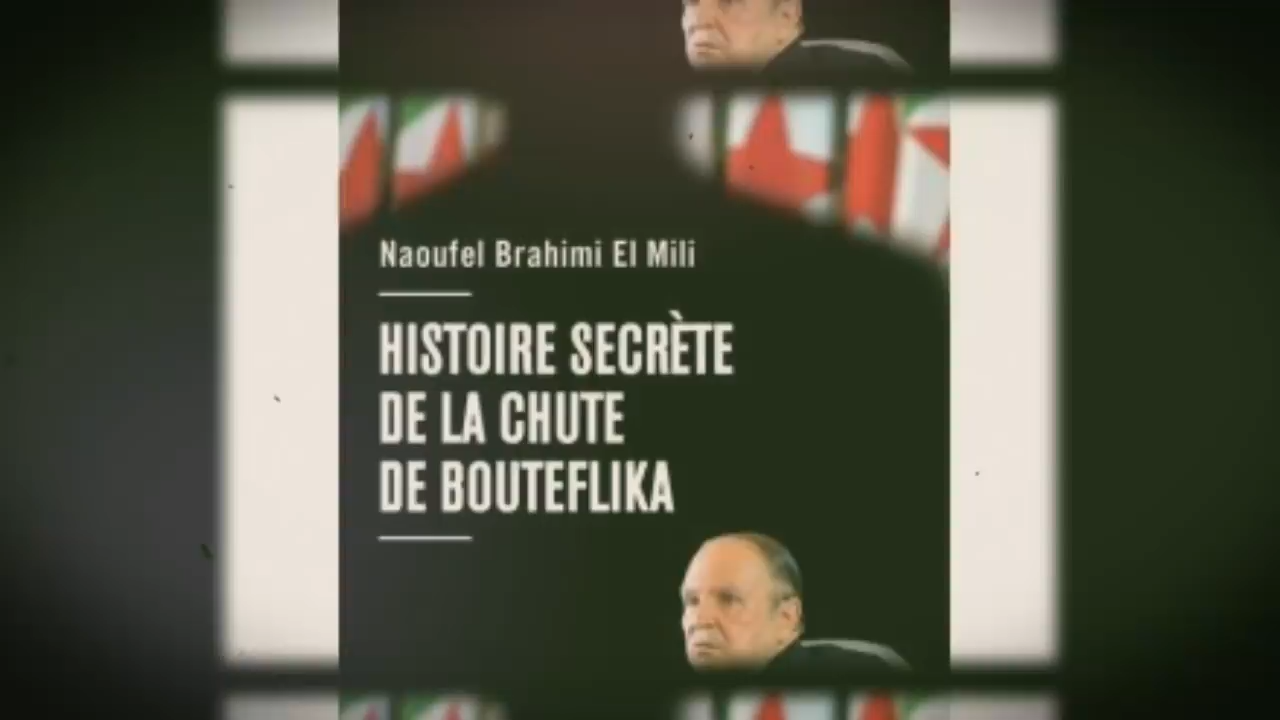 Naoufel Brahimi El Mili
HISTOIRE SECRÈTE
DE LA CHUTE
DE BOUTEFLIKA